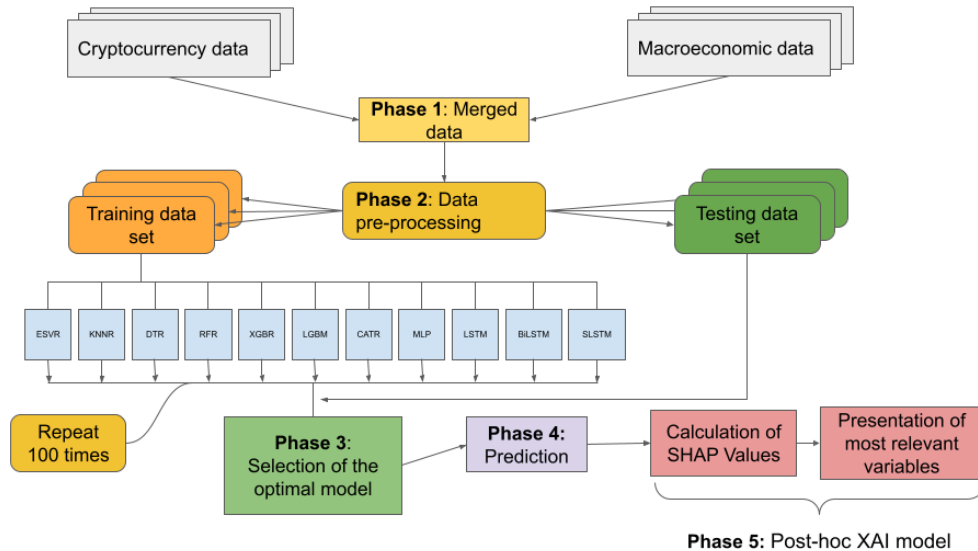 Cryptocurrency data
Macroeconomic data
Phase 1: Merged
data
Training data
set
Phase 2: Data
pre-processing
Testing data
set
ESVR
KNNR
DTR
RFR
XGBR
LGBM
CATR
MLP
LSTM
BiLSTM
SLSTM
Repeat
100 times
Phase 3:
Selection of the
optimal model
Phase 4:
Prediction
Calculation of
SHAP Values
Presentation of
most relevant
variables
Phase 5: Post-hoc XAI model